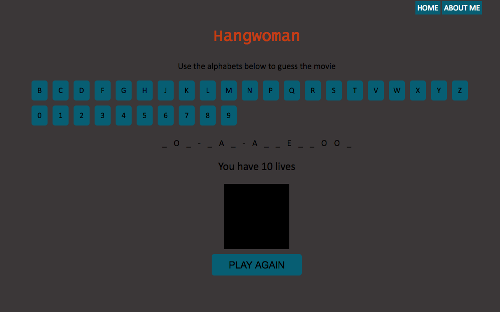 HOME ABOUT ME
Hangwoman
Use the alphabets below to guess the movie
B C D F G H J K L M N P Q R S T V W X Y Z
0 1 2 3 4 5 6 7 8 9
_ O _ - _ A _ - A _ _ E _ _ O O _
You have 10 lives
PLAY AGAIN